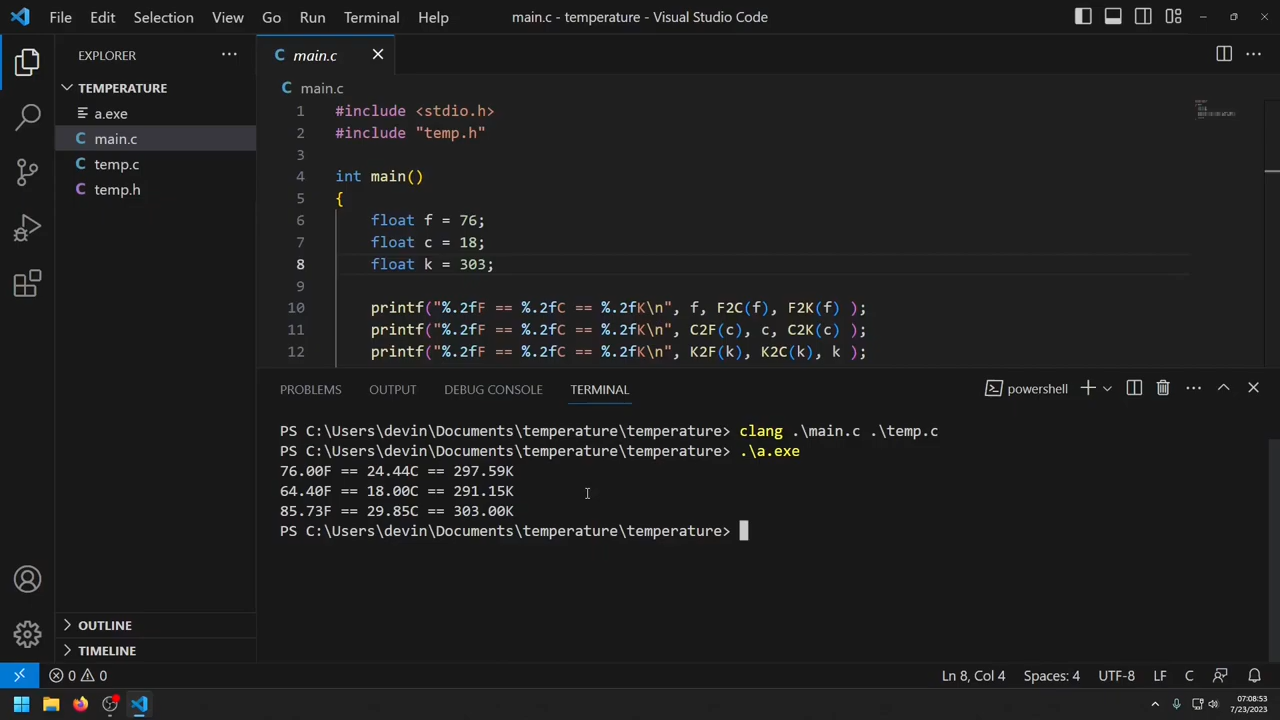 File Edit Selection View Go Run Terminal Help main.c - temperature - Visual Studio Code
EXPLORER
TEMPERATURE
a.exe
main.c
temp.c
temp.h
OUTLINE
TIMELINE
main.c
main.c
1 #include <stdio.h>
2 #include "temp.h"
3
4 int main()
5 {
6 float f = 76;
7 float c = 18;
8 float k = 303;
9
10 printf("%.2fF == %.2fC == %.2fK\n", f, F2C(f), F2K(f) );
11 printf("%.2fF == %.2fC == %.2fK\n", C2F(c), c, C2K(c) );
12 printf("%.2fF == %.2fC == %.2fK\n", K2F(k), K2C(k), k );
PROBLEMS OUTPUT DEBUG CONSOLE TERMINAL powershell
PS C:\Users\devin\Documents\temperature\temperature> clang .\main.c .\temp.c
PS C:\Users\devin\Documents\temperature\temperature> .\a.exe
76.00F == 24.44C == 297.59K
64.40F == 18.00C == 291.15K
85.73F == 29.85C == 303.00K
PS C:\Users\devin\Documents\temperature\temperature>
0 0 Ln 8, Col 4 Spaces: 4 UTF-8 LF C
07:08:53
7/23/2023